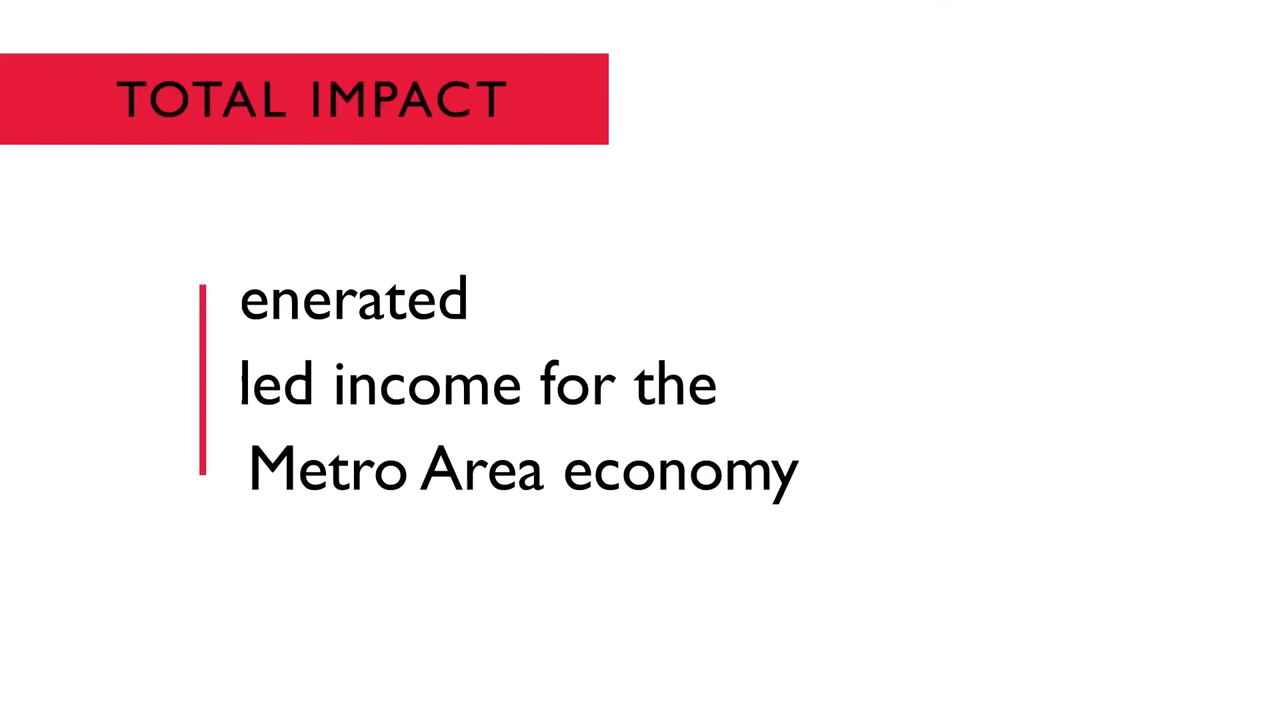 TOTAL IMPACT
enerated
led income for the
Metro Area economy